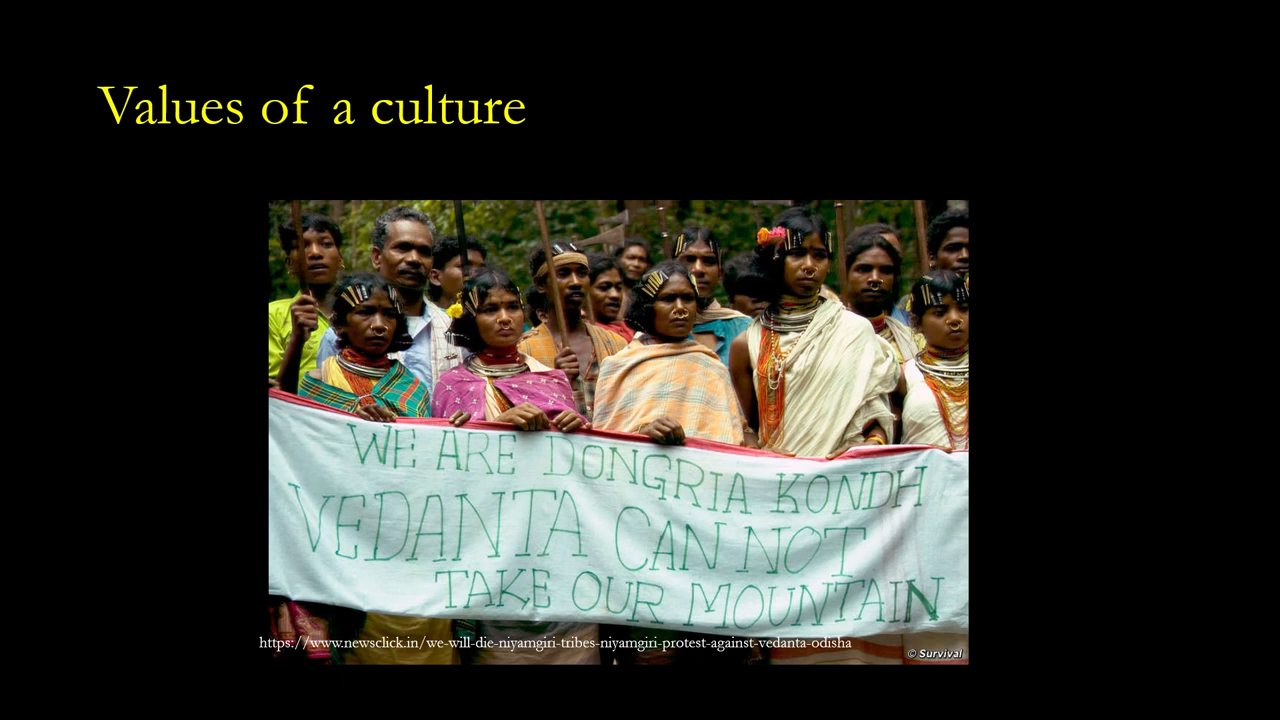 Values of a culture
WE ARE DONGRIA KONDH
VEDANTA CAN NOT
TAKE OUR MOUNTAIN
https://www.newsclick.in/we-will-die-niyamgiri-tribes-niyamgiri-protest-against-vedanta-odisha
© Survival